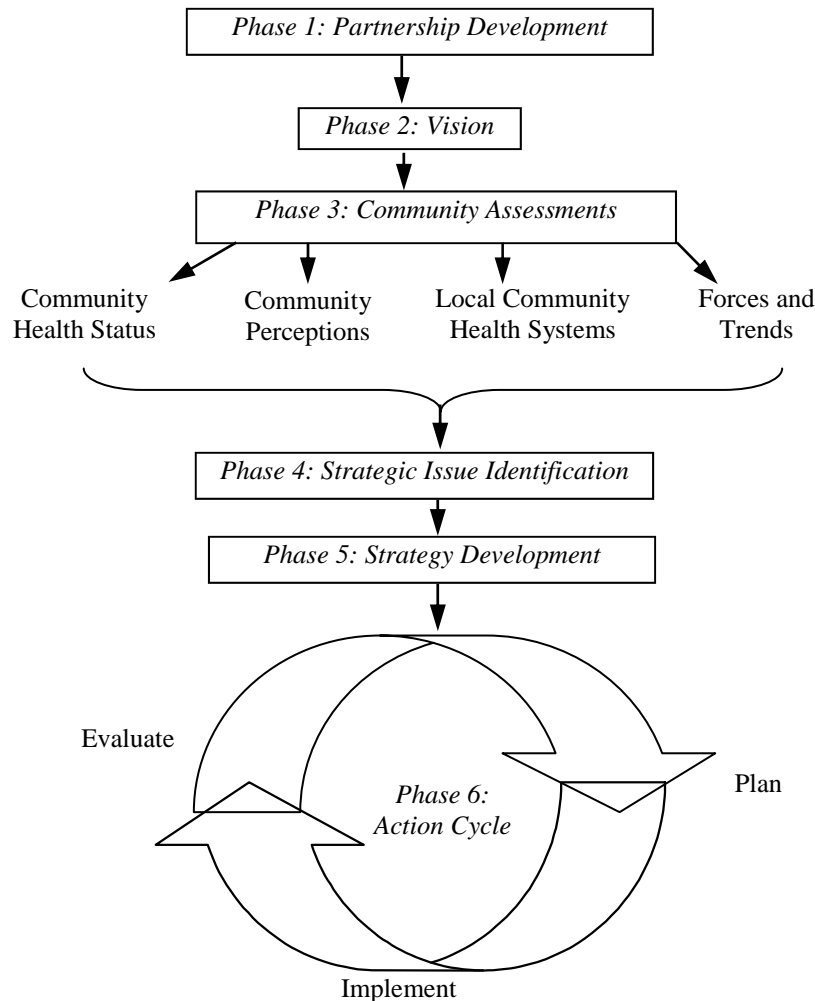 Phase 1: Partnership Development
Phase 2: Vision
Phase 3: Community Assessments
Community
Health Status
Community
Perceptions
Local Community
Health Systems
Forces and
Trends
Phase 4: Strategic Issue Identification
Phase 5: Strategy Development
Evaluate
Plan
Phase 6:
Action Cycle
Implement